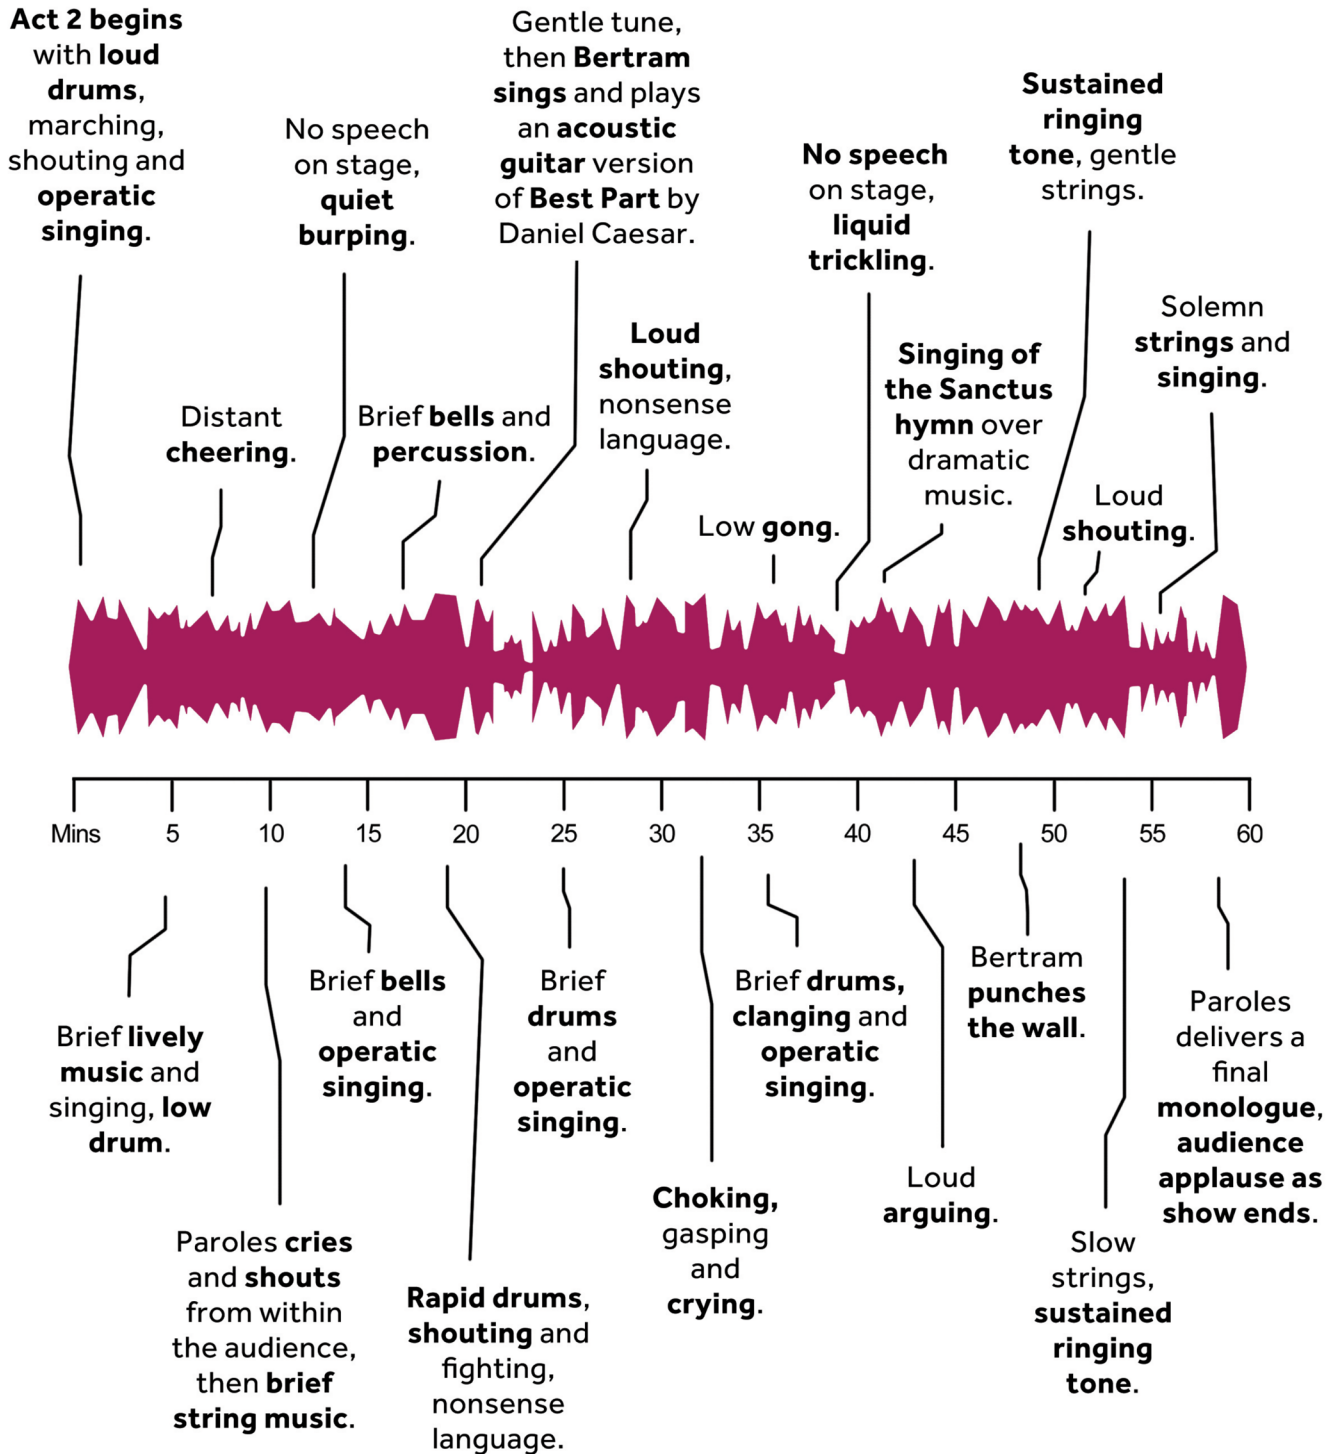 Act 2 begins
with loud
drums,
marching,
shouting and
operatic
singing.
Distant
cheering.
No speech
on stage,
quiet
burping.
Brief bells and
percussion.
Gentle tune,
then Bertram
sings and plays
an acoustic
guitar version
of Best Part by
Daniel Caesar.
Loud
shouting,
nonsense
language.
Low gong.
No speech
on stage,
liquid
trickling.
Singing of
the Sanctus
hymn over
dramatic
music.
Sustained
ringing
tone, gentle
strings.
Loud
shouting.
Solemn
strings and
singing.
Mins 5 10 15 20 25 30 35 40 45 50 55 60
Brief lively
music and
singing, low
drum.
Paroles cries
and shouts
from within
the audience,
then brief
string music.
Brief bells
and
operatic
singing.
Rapid drums,
shouting and
fighting,
nonsense
language.
Brief
drums
and
operatic
singing.
Choking,
gasping
and
crying.
Brief drums,
clanging and
operatic
singing.
Loud
arguing.
Bertram
punches
the wall.
Slow
strings,
sustained
ringing
tone.
Paroles
delivers a
final
monologue,
audience
applause as
show ends.